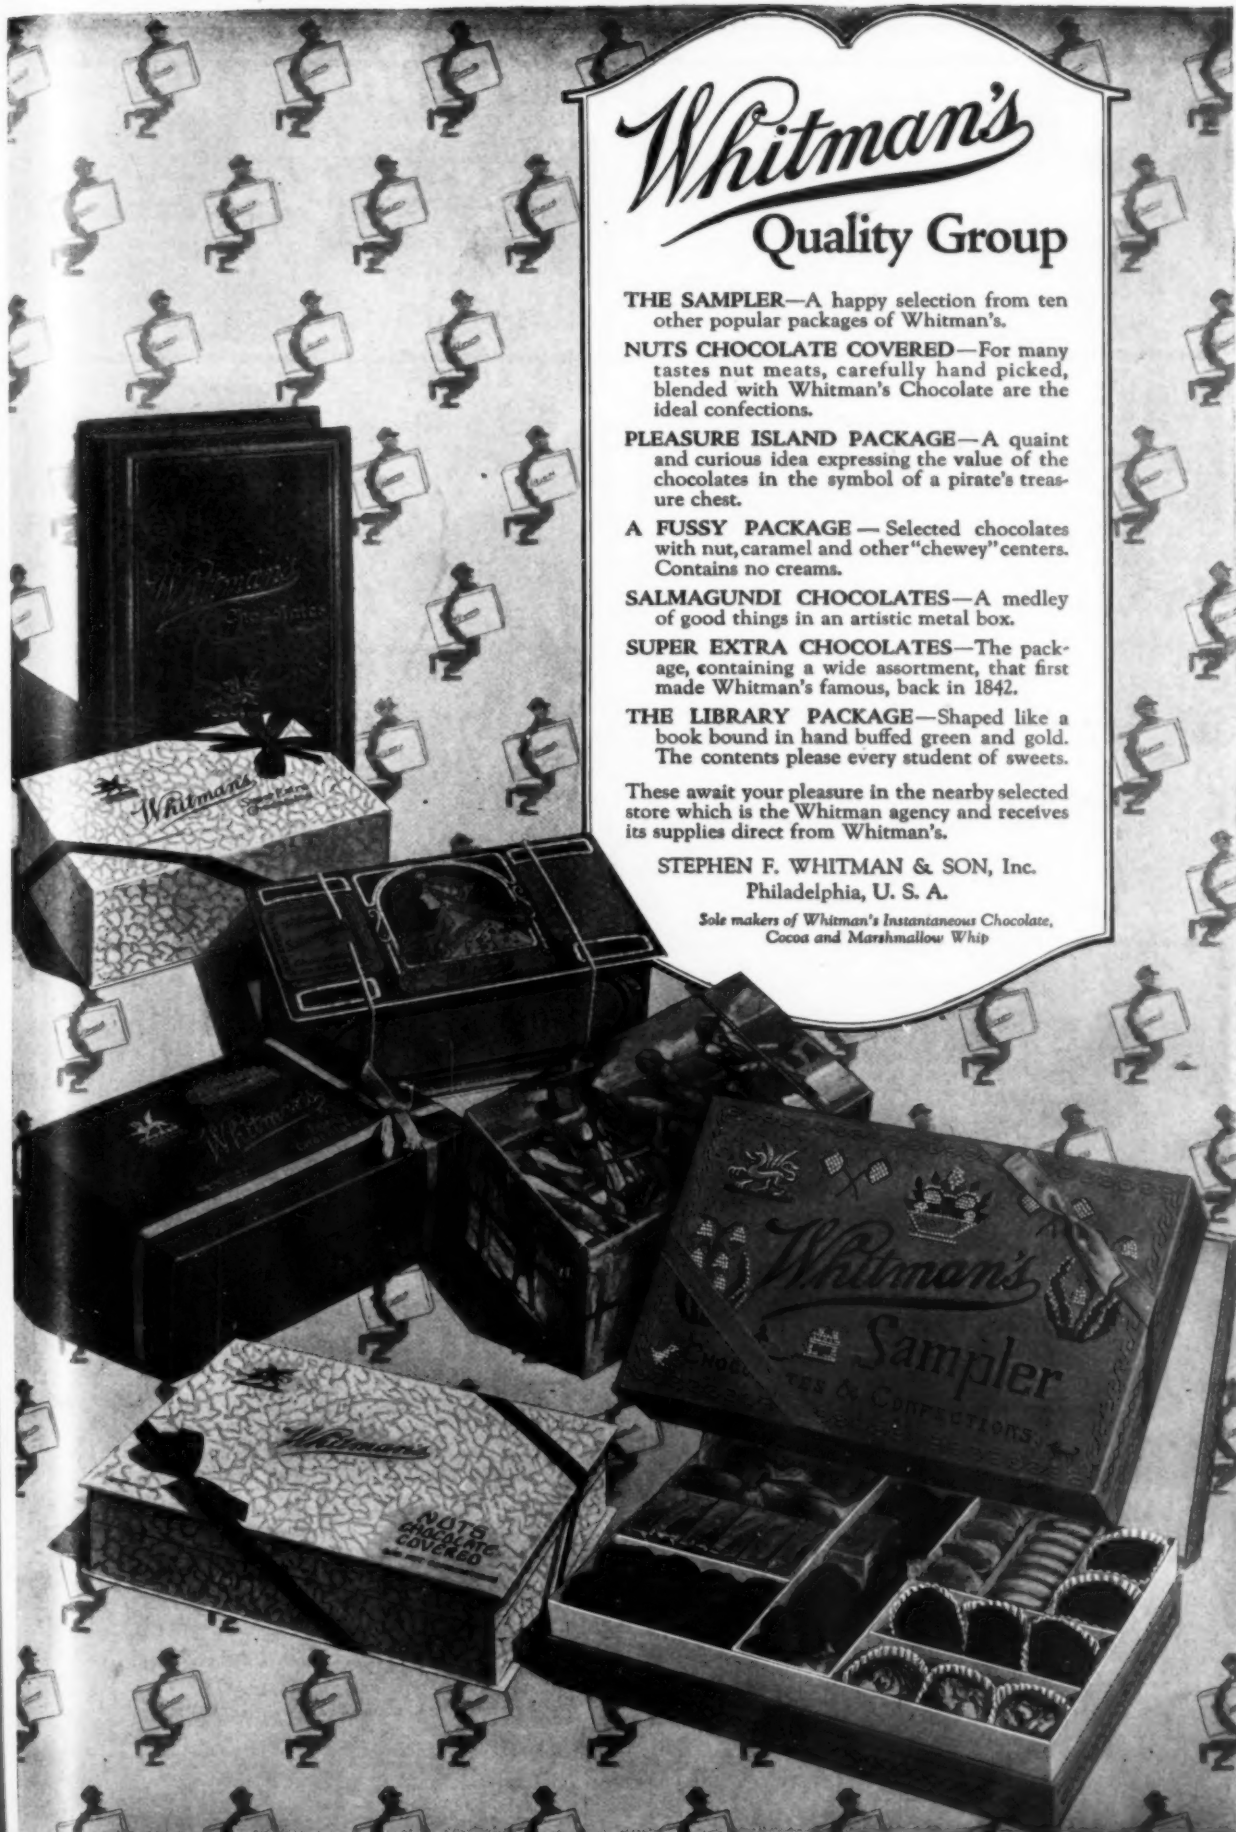 Whitman's
Quality Group
THE SAMPLER—A happy selection from ten
other popular packages of Whitman's.
NUTS CHOCOLATE COVERED—For many
tastes nut meats, carefully hand picked,
blended with Whitman's Chocolate are the
ideal confections.
PLEASURE ISLAND PACKAGE—A quaint
and curious idea expressing the value of the
chocolates in the symbol of a pirate's treas-
ure chest.
A FUSSY PACKAGE — Selected chocolates
with nut, caramel and other "chewey" centers.
Contains no creams.
SALMAGUNDI CHOCOLATES—A medley
of good things in an artistic metal box.
SUPER EXTRA CHOCOLATES—The pack-
age, containing a wide assortment, that first
made Whitman's famous, back in 1842.
THE LIBRARY PACKAGE—Shaped like a
book bound in hand buffed green and gold.
The contents please every student of sweets.
These await your pleasure in the nearby selected
store which is the Whitman agency and receives
its supplies direct from Whitman's.
STEPHEN F. WHITMAN & SON, Inc.
Philadelphia, U. S. A.
Sole makers of Whitman's Instantaneous Chocolate,
Cocoa and Marshmallow Whip
Whitman's
Chocolates
Whitman's
Super Extra
Whitman's
Whitman's
Sampler
CHOCOLATES & CONFECTIONS
Whitman's
NUTS
CHOCOLATE
COVERED